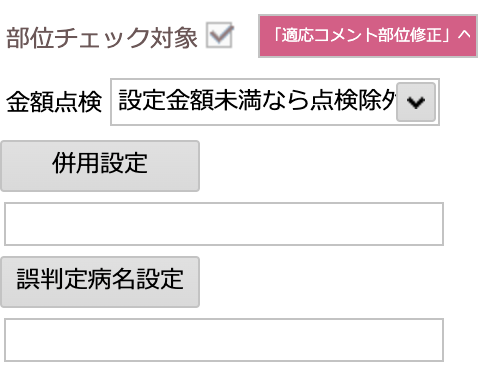 部位チェック対象
「適応コメント部位修正」へ
金額点検
設定金額未満なら点検除外
併用設定
誤判定病名設定